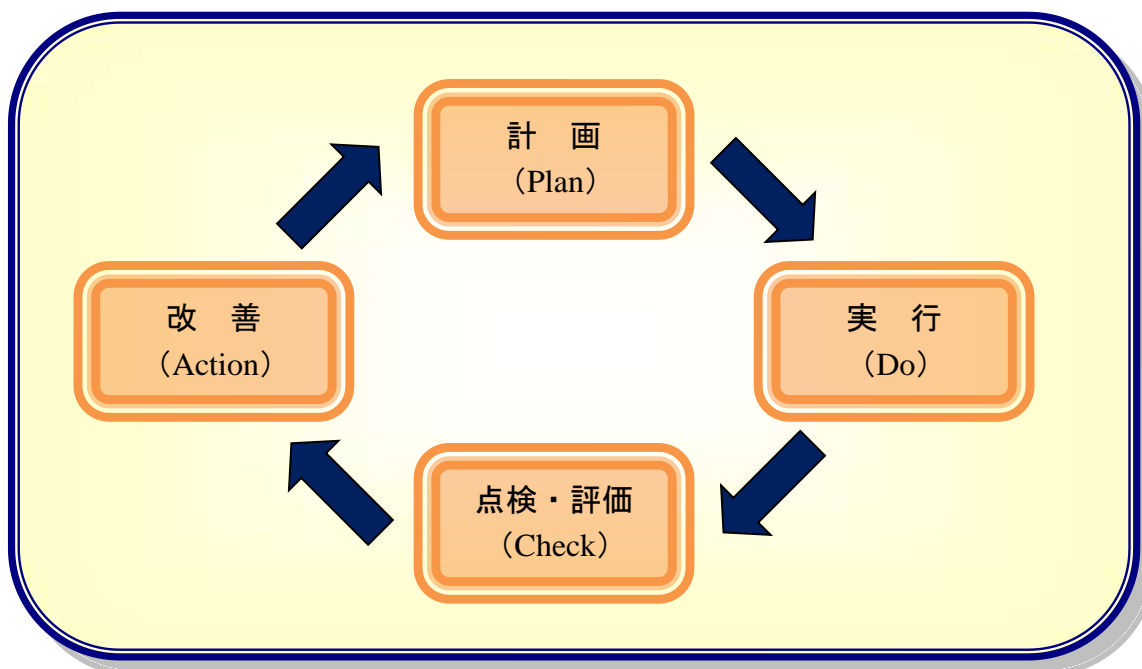 計　画
（Plan）
実　行
（Do）
点検・評価
（Check）
改　善
（Action）